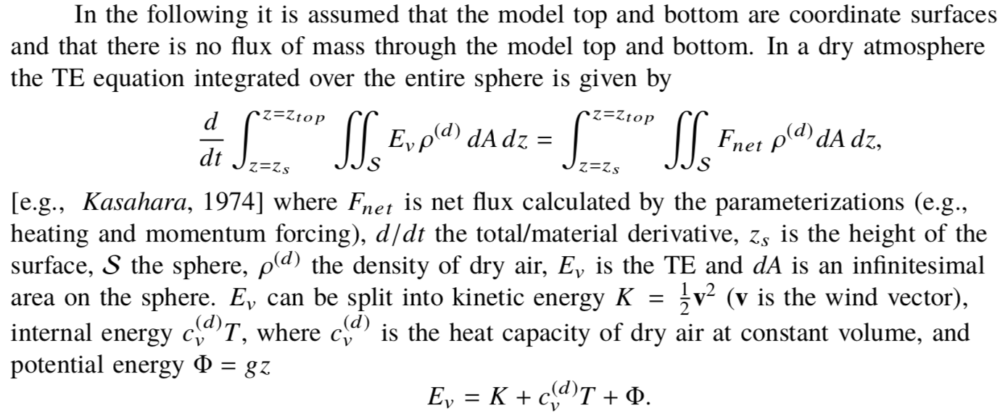 In the following it is assumed that the model top and bottom are coordinate surfaces
and that there is no flux of mass through the model top and bottom. In a dry atmosphere
the TE equation integrated over the entire sphere is given by
$$\frac{d}{dt} \int_{z=z_s}^{z=z_{top}} \iint_{\mathcal{S}} E_v \rho^{(d)} \, dA \, dz = \int_{z=z_s}^{z=z_{top}} \iint_{\mathcal{S}} F_{net} \, \rho^{(d)} dA \, dz,$$
[e.g., Kasahara, 1974] where $F_{net}$ is net flux calculated by the parameterizations (e.g.,
heating and momentum forcing), $d/dt$ the total/material derivative, $z_s$ is the height of the
surface, $\mathcal{S}$ the sphere, $\rho^{(d)}$ the density of dry air, $E_v$ is the TE and $dA$ is an infinitesimal
area on the sphere. $E_v$ can be split into kinetic energy $K = \frac{1}{2}\mathbf{v}^2$ ($\mathbf{v}$ is the wind vector),
internal energy $c_v^{(d)}T$, where $c_v^{(d)}$ is the heat capacity of dry air at constant volume, and
potential energy $\Phi = gz$
$$E_v = K + c_v^{(d)}T + \Phi.$$